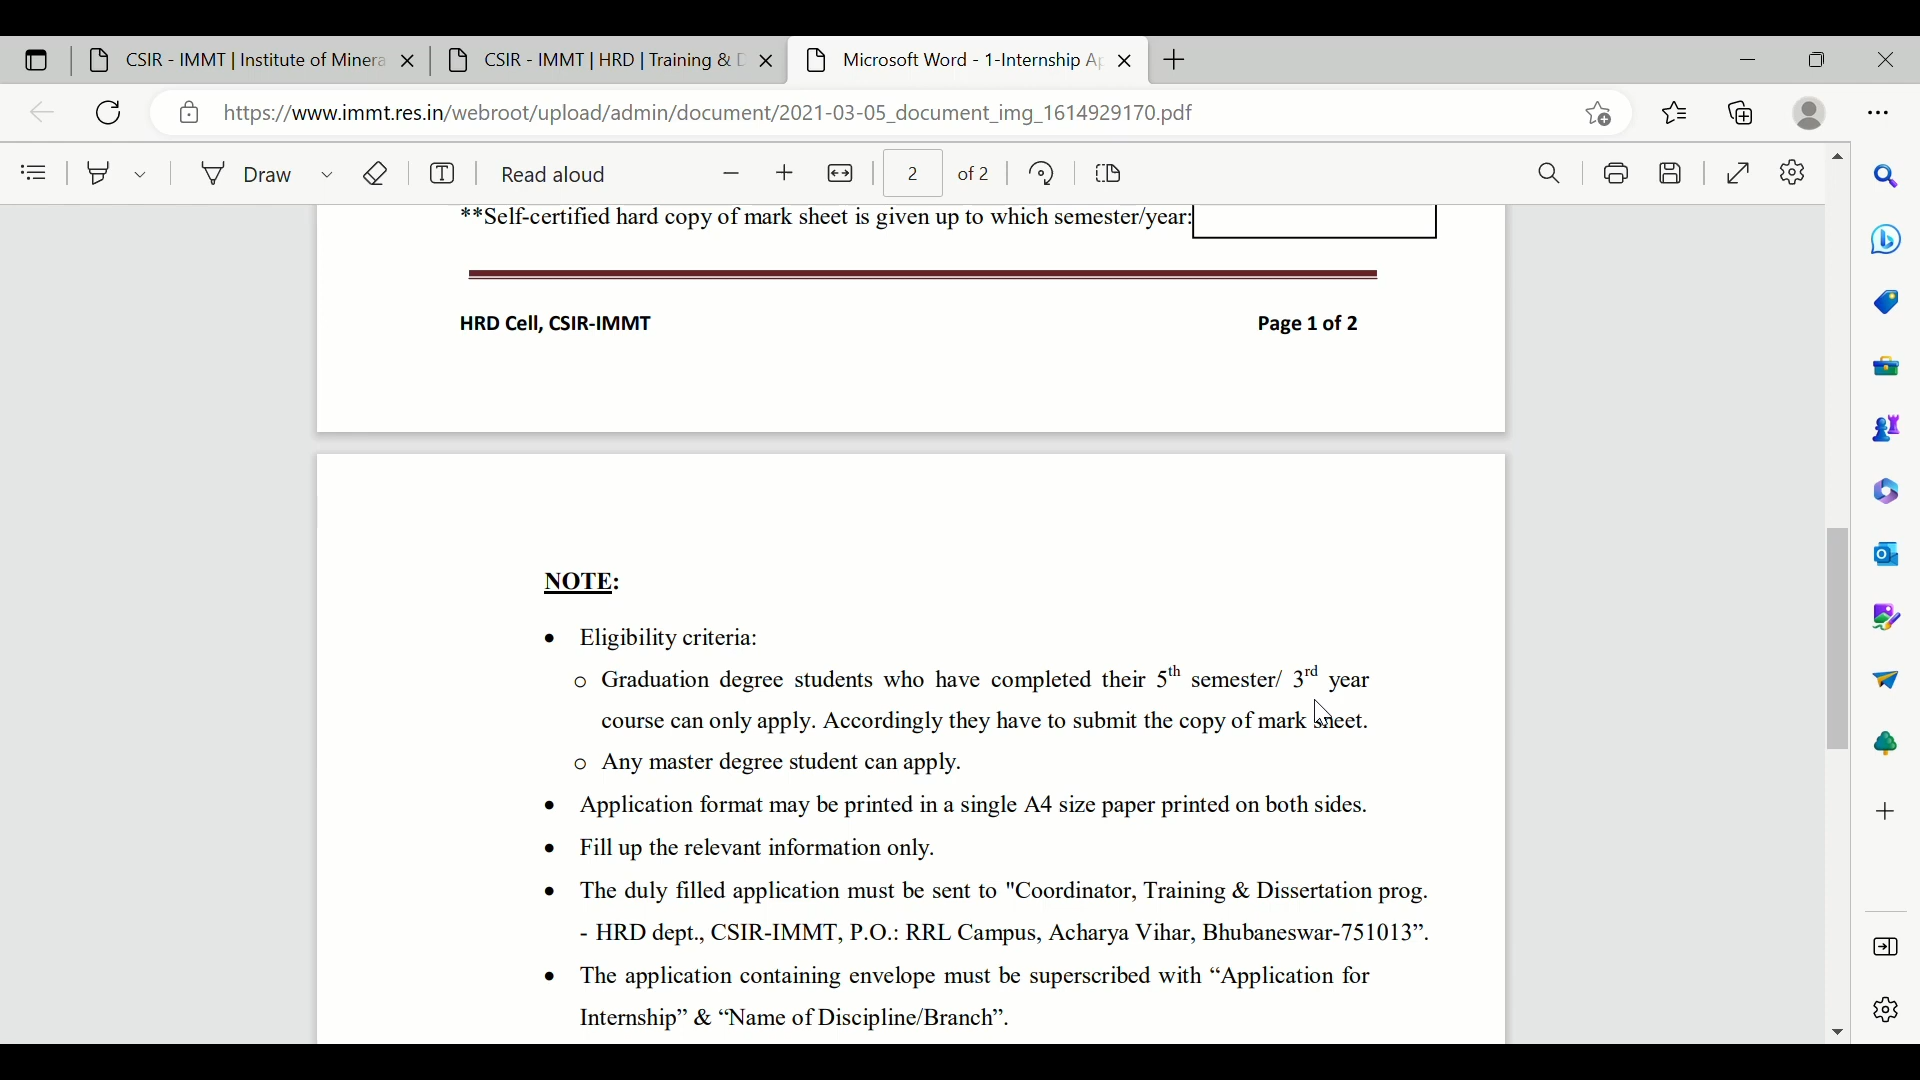 CSIR - IMMT | Institute of Minera
CSIR - IMMT | HRD | Training & D
Microsoft Word - 1-Internship Ap
https://www.immt.res.in/webroot/upload/admin/document/2021-03-05_document_img_1614929170.pdf
Draw
Read aloud
2 of 2
**Self-certified hard copy of mark sheet is given up to which semester/year:
HRD Cell, CSIR-IMMT
Page 1 of 2
NOTE:
• Eligibility criteria:
o Graduation degree students who have completed their 5th semester/ 3rd year
course can only apply. Accordingly they have to submit the copy of mark sheet.
o Any master degree student can apply.
• Application format may be printed in a single A4 size paper printed on both sides.
• Fill up the relevant information only.
• The duly filled application must be sent to "Coordinator, Training & Dissertation prog.
- HRD dept., CSIR-IMMT, P.O.: RRL Campus, Acharya Vihar, Bhubaneswar-751013”.
• The application containing envelope must be superscribed with “Application for
Internship” & “Name of Discipline/Branch”.